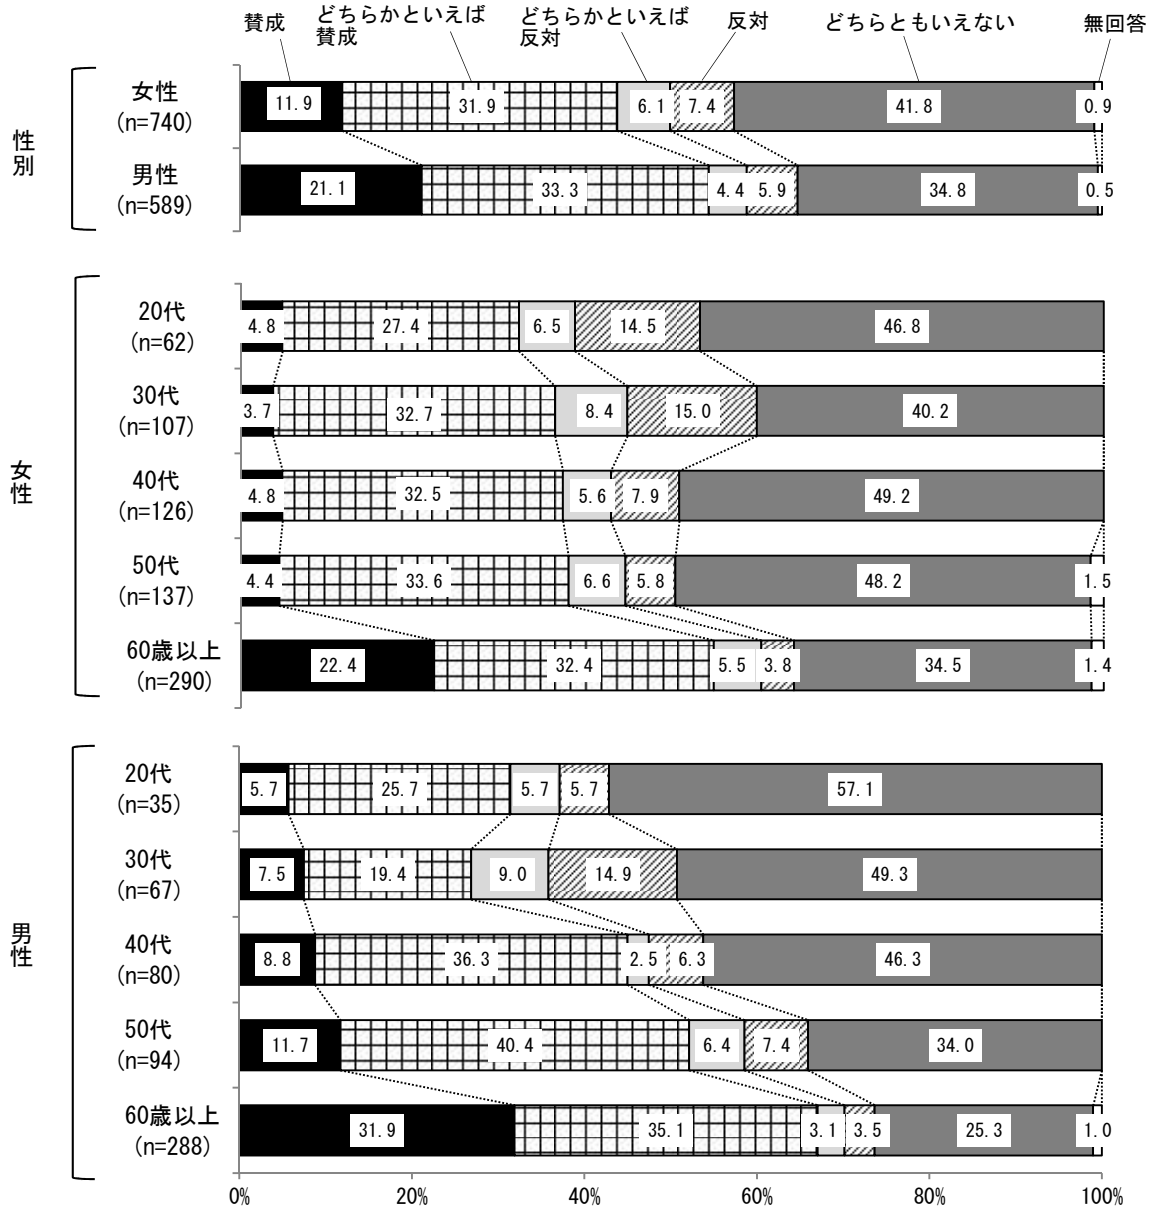 賛成
どちらかといえば
賛成
どちらかといえば
反対
反対
どちらともいえない
無回答
性別
女性
(n=740)
11.9 31.9 6.1 7.4 41.8 0.9
男性
(n=589)
21.1 33.3 4.4 5.9 34.8 0.5
女性
20代
(n=62)
4.8 27.4 6.5 14.5 46.8
30代
(n=107)
3.7 32.7 8.4 15.0 40.2
40代
(n=126)
4.8 32.5 5.6 7.9 49.2
50代
(n=137)
4.4 33.6 6.6 5.8 48.2 1.5
60歳以上
(n=290)
22.4 32.4 5.5 3.8 34.5 1.4
男性
20代
(n=35)
5.7 25.7 5.7 5.7 57.1
30代
(n=67)
7.5 19.4 9.0 14.9 49.3
40代
(n=80)
8.8 36.3 2.5 6.3 46.3
50代
(n=94)
11.7 40.4 6.4 7.4 34.0
60歳以上
(n=288)
31.9 35.1 3.1 3.5 25.3 1.0
0% 20% 40% 60% 80% 100%